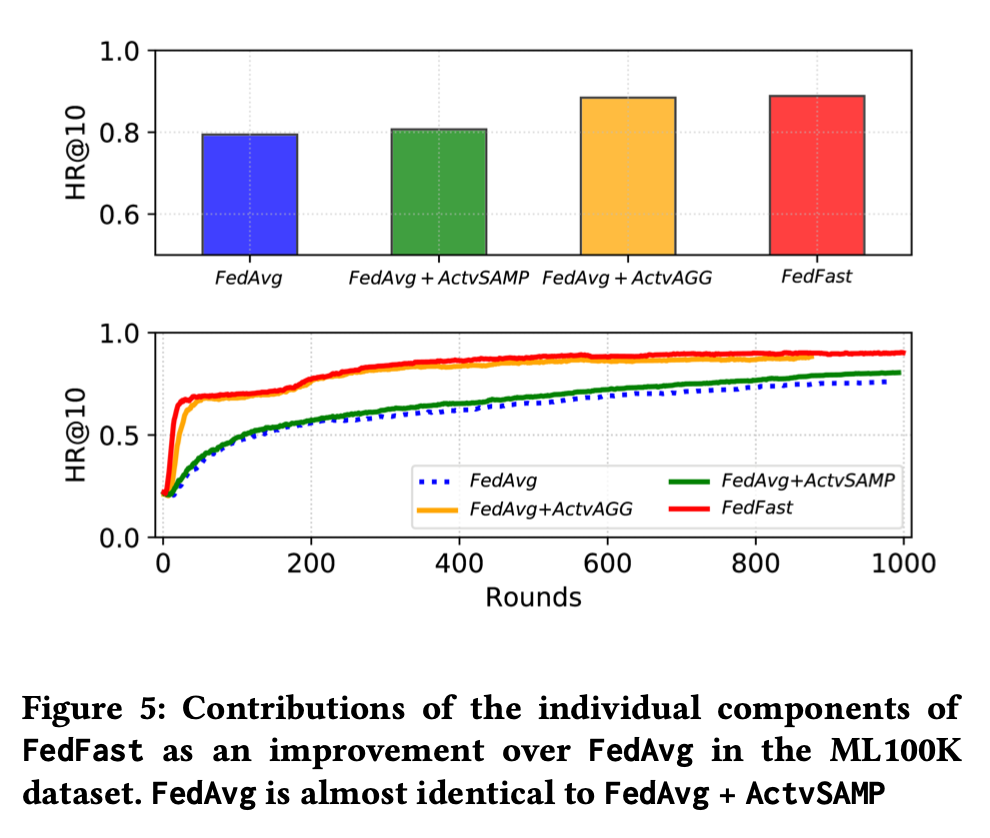 1.0
0.8
0.6
HR@10
FedAvg
FedAvg + ActvSAMP
FedAvg + ActvAGG
FedFast
1.0
0.5
0.0
HR@10
FedAvg
FedAvg+ActvAGG
FedAvg+ActvSAMP
FedFast
0 200 400 600 800 1000
Rounds
Figure 5: Contributions of the individual components of
FedFast as an improvement over FedAvg in the ML100K
dataset. FedAvg is almost identical to FedAvg + ActvSAMP